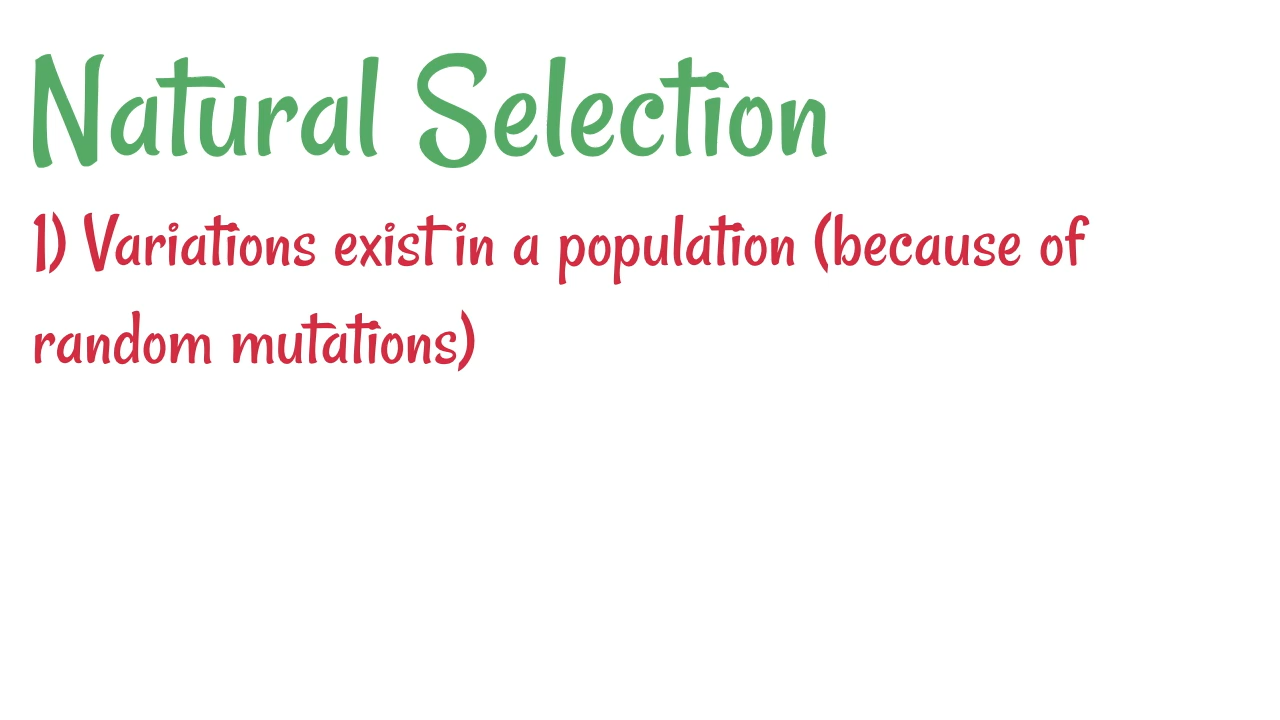 Natural Selection
1) Variations exist in a population (because of
random mutations)